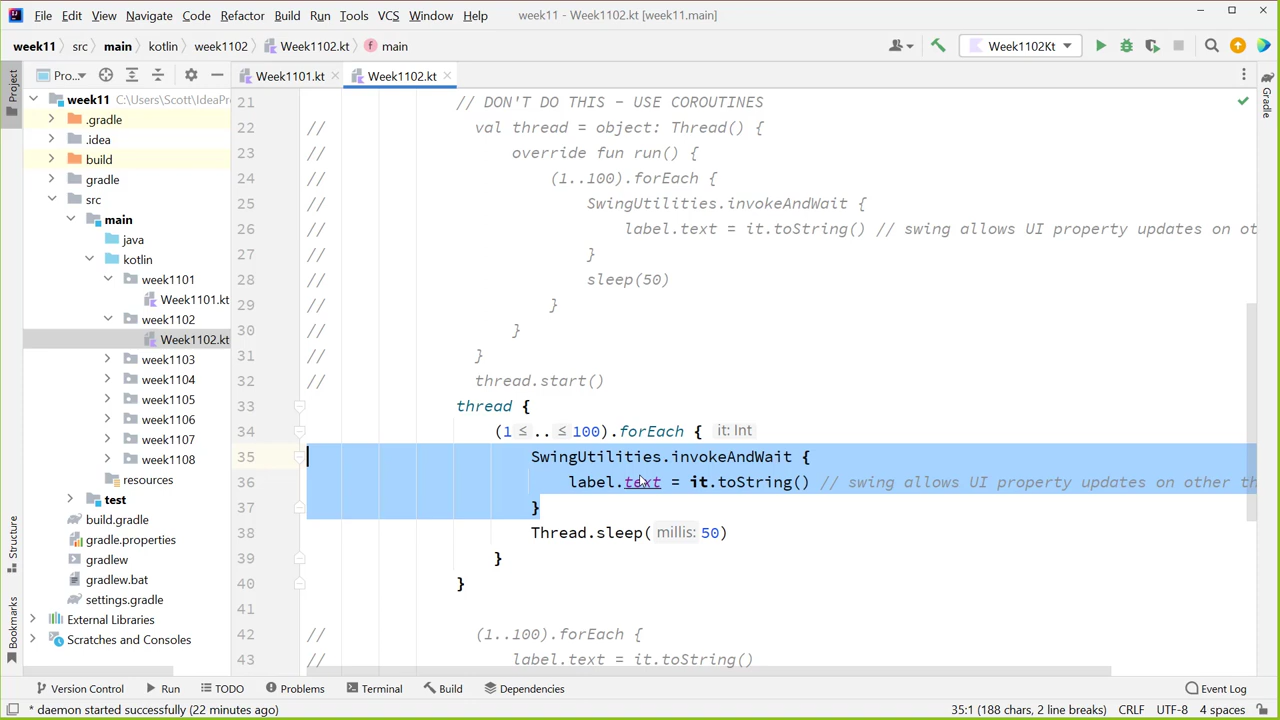 File Edit View Navigate Code Refactor Build Run Tools VCS Window Help week11 - Week1102.kt [week11.main]
week11 src main kotlin week1102 Week1102.kt main Week1102Kt
Project Pro... Week1101.kt Week1102.kt
week11 C:\Users\Scott\IdeaPr
.gradle
.idea
build
gradle
src
main
java
kotlin
week1101
Week1101.kt
week1102
Week1102.kt
week1103
week1104
week1105
week1106
week1107
week1108
resources
test
build.gradle
gradle.properties
gradlew
gradlew.bat
settings.gradle
External Libraries
Scratches and Consoles
21 // DON'T DO THIS - USE COROUTINES
22 // val thread = object: Thread() {
23 // override fun run() {
24 // (1..100).forEach {
25 // SwingUtilities.invokeAndWait {
26 // label.text = it.toString() // swing allows UI property updates on ot
27 // }
28 // sleep(50)
29 // }
30 // }
31 // }
32 // thread.start()
33 thread {
34 (1 ≤ .. ≤ 100).forEach { it: Int
35 SwingUtilities.invokeAndWait {
36 label.text = it.toString() // swing allows UI property updates on other th
37 }
38 Thread.sleep( millis: 50)
39 }
40 }
41
42 // (1..100).forEach {
43 // label.text = it.toString()
Gradle
Structure
Bookmarks
Version Control Run TODO Problems Terminal Build Dependencies Event Log
* daemon started successfully (22 minutes ago) 35:1 (188 chars, 2 line breaks) CRLF UTF-8 4 spaces